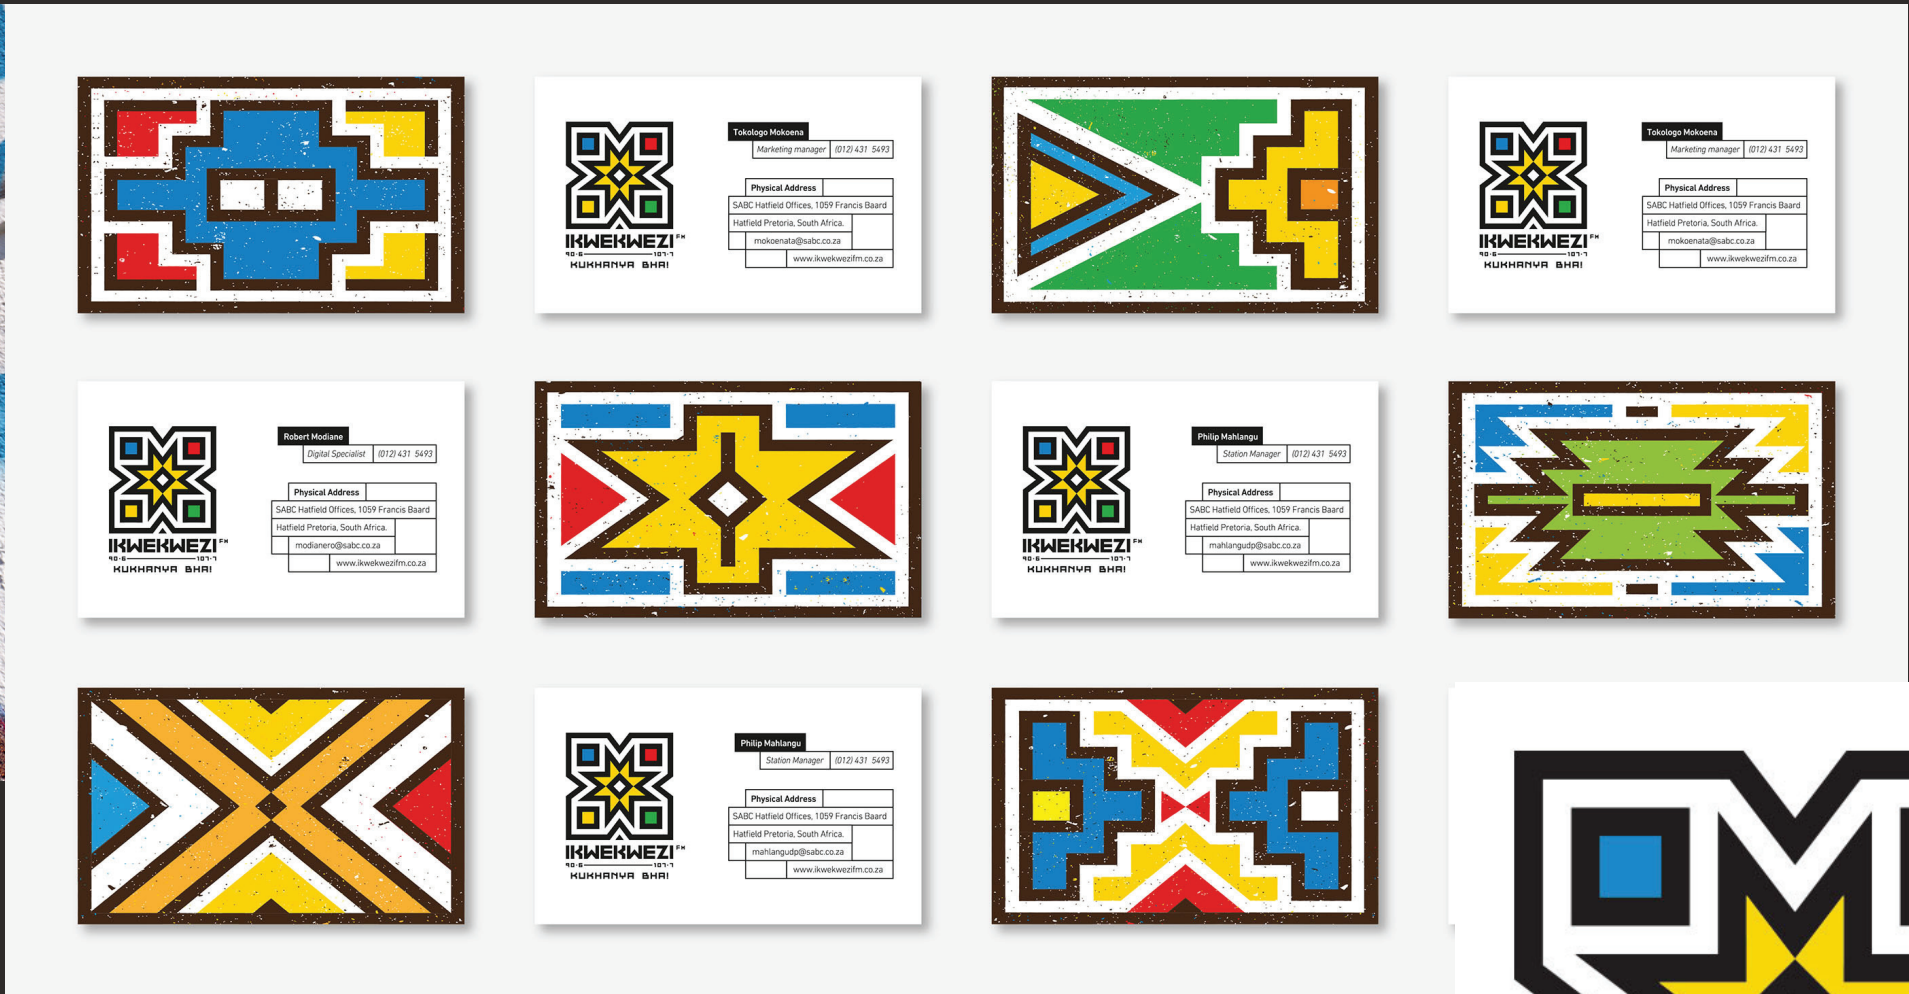 IKWEKWEZI FM
90.6 107.7
KUKHANYA BHA!
Tokologo Mokoena
Marketing manager (012) 431 5493
Physical Address
SABC Hatfield Offices, 1059 Francis Baard
Hatfield Pretoria, South Africa.
mokoenata@sabc.co.za
www.ikwekwezifm.co.za
IKWEKWEZI FM
90.6 107.7
KUKHANYA BHA!
Tokologo Mokoena
Marketing manager (012) 431 5493
Physical Address
SABC Hatfield Offices, 1059 Francis Baard
Hatfield Pretoria, South Africa.
mokoenata@sabc.co.za
www.ikwekwezifm.co.za
IKWEKWEZI FM
90.6 107.7
KUKHANYA BHA!
Robert Modiane
Digital Specialist (012) 431 5493
Physical Address
SABC Hatfield Offices, 1059 Francis Baard
Hatfield Pretoria, South Africa.
modianero@sabc.co.za
www.ikwekwezifm.co.za
IKWEKWEZI FM
90.6 107.7
KUKHANYA BHA!
Philip Mahlangu
Station Manager (012) 431 5493
Physical Address
SABC Hatfield Offices, 1059 Francis Baard
Hatfield Pretoria, South Africa.
mahlangudp@sabc.co.za
www.ikwekwezifm.co.za
IKWEKWEZI FM
90.6 107.7
KUKHANYA BHA!
Philip Mahlangu
Station Manager (012) 431 5493
Physical Address
SABC Hatfield Offices, 1059 Francis Baard
Hatfield Pretoria, South Africa.
mahlangudp@sabc.co.za
www.ikwekwezifm.co.za